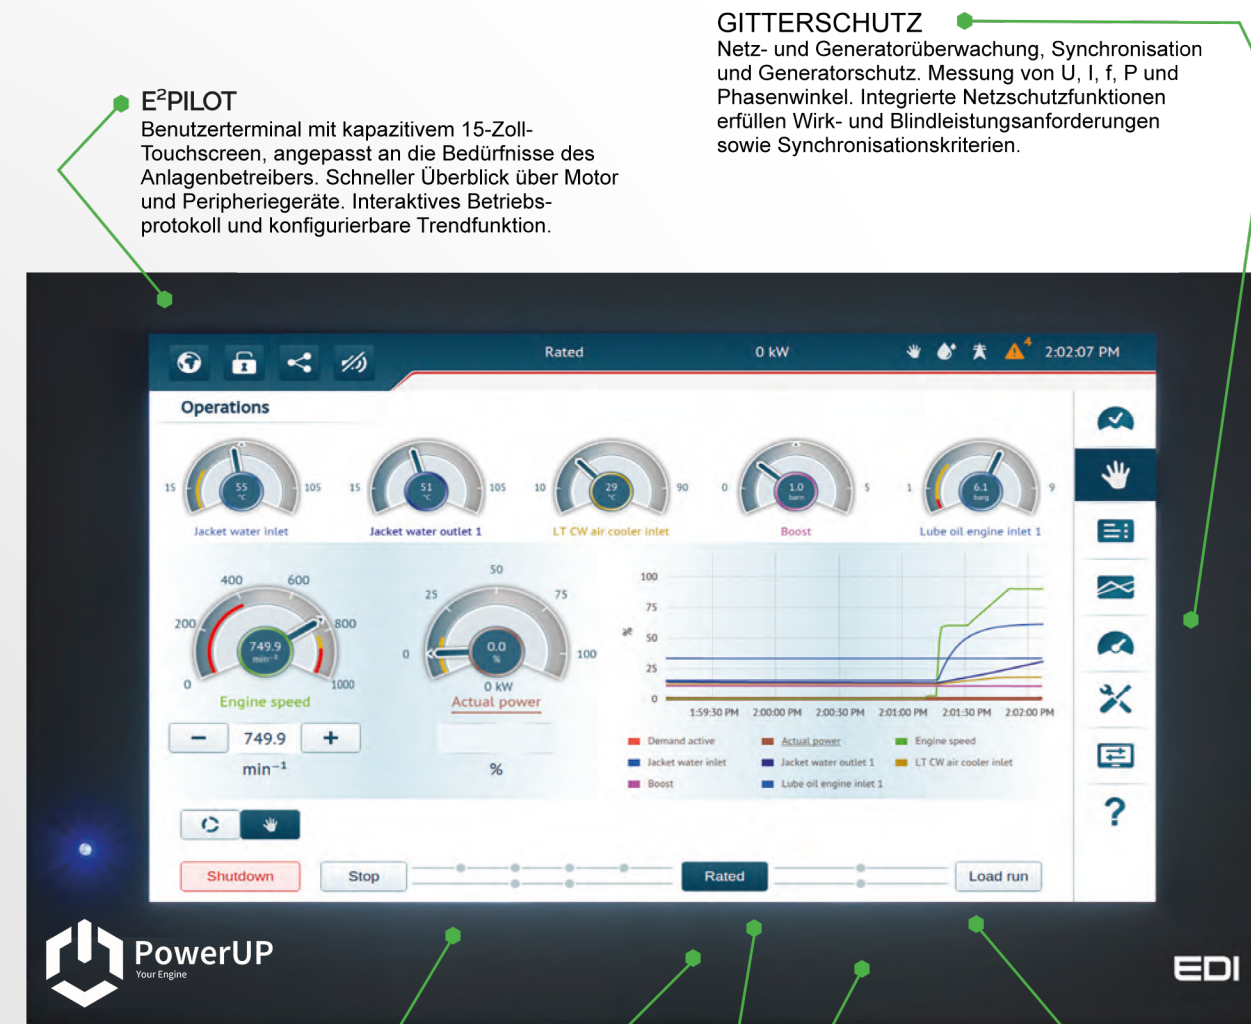 GITTERSCHUTZ
Netz- und Generatorüberwachung, Synchronisation
und Generatorschutz. Messung von U, I, f, P und
Phasenwinkel. Integrierte Netzschutzfunktionen
erfüllen Wirk- und Blindleistungsanforderungen
sowie Synchronisationskriterien.
E²PILOT
Benutzerterminal mit kapazitivem 15-Zoll-
Touchscreen, angepasst an die Bedürfnisse des
Anlagenbetreibers. Schneller Überblick über Motor
und Peripheriegeräte. Interaktives Betriebs-
protokoll und konfigurierbare Trendfunktion.
Rated 0 kW 4 2:02:07 PM
Operations
15 55 °C 105
Jacket water inlet
15 51 °C 105
Jacket water outlet 1
10 29 °C 90
LT CW air cooler inlet
0 1.0 barn 5
Boost
1 6.1 barg 9
Lube oil engine inlet 1
0 200 400 600 800 1000
749.9
min⁻¹
Engine speed
0 25 50 75 100
0.0
%
0 kW
Actual power
− 749.9 +
min⁻¹
%
100
75
50
25
0
%
1:59:30 PM 2:00:00 PM 2:00:30 PM 2:01:00 PM 2:01:30 PM 2:02:00 PM
Demand active Actual power Engine speed
Jacket water inlet Jacket water outlet 1 LT CW air cooler inlet
Boost Lube oil engine inlet 1
?
Shutdown Stop Rated Load run
PowerUP
Your Engine
EDI